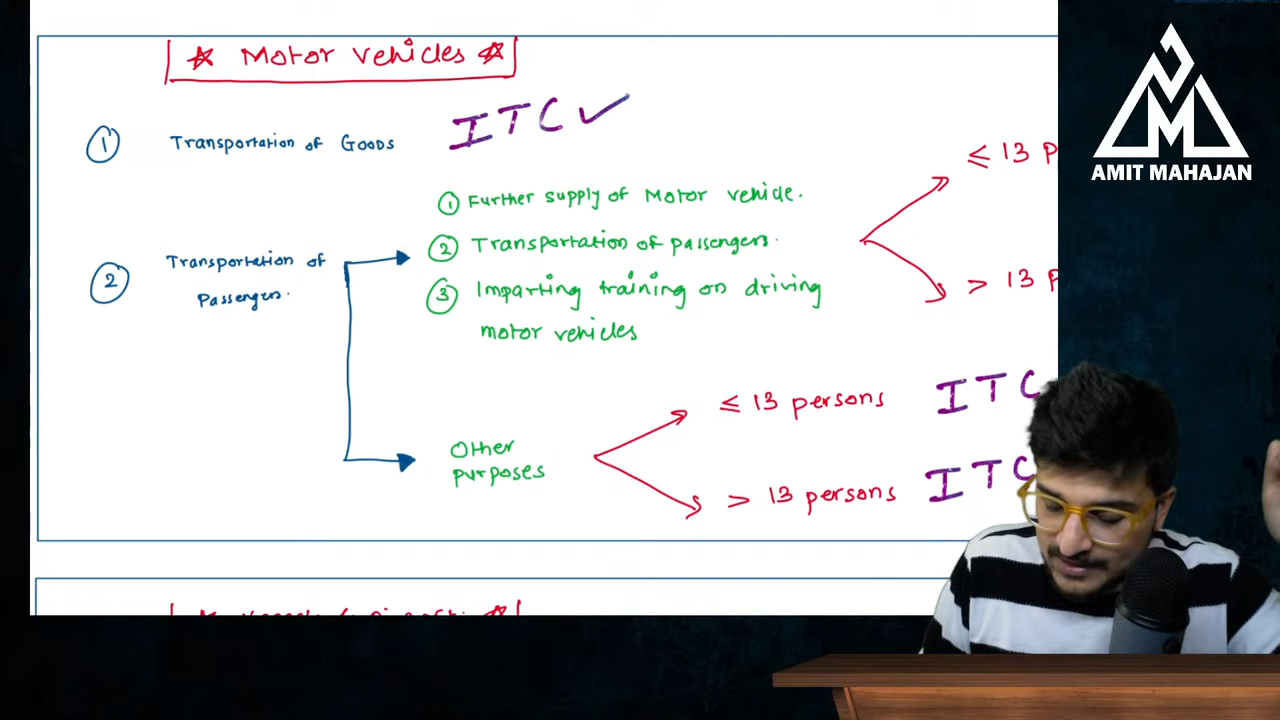 ☆ Motor Vehicles ☆
① Transportation of Goods ITC ✓
② Transportation of
Passengers.
① Further supply of Motor vehicle.
② Transportation of passengers.
③ Imparting training on driving
motor vehicles
≤ 13 P
> 13 P
Other
purposes
≤ 13 persons ITC
> 13 persons ITC
AMIT MAHAJAN